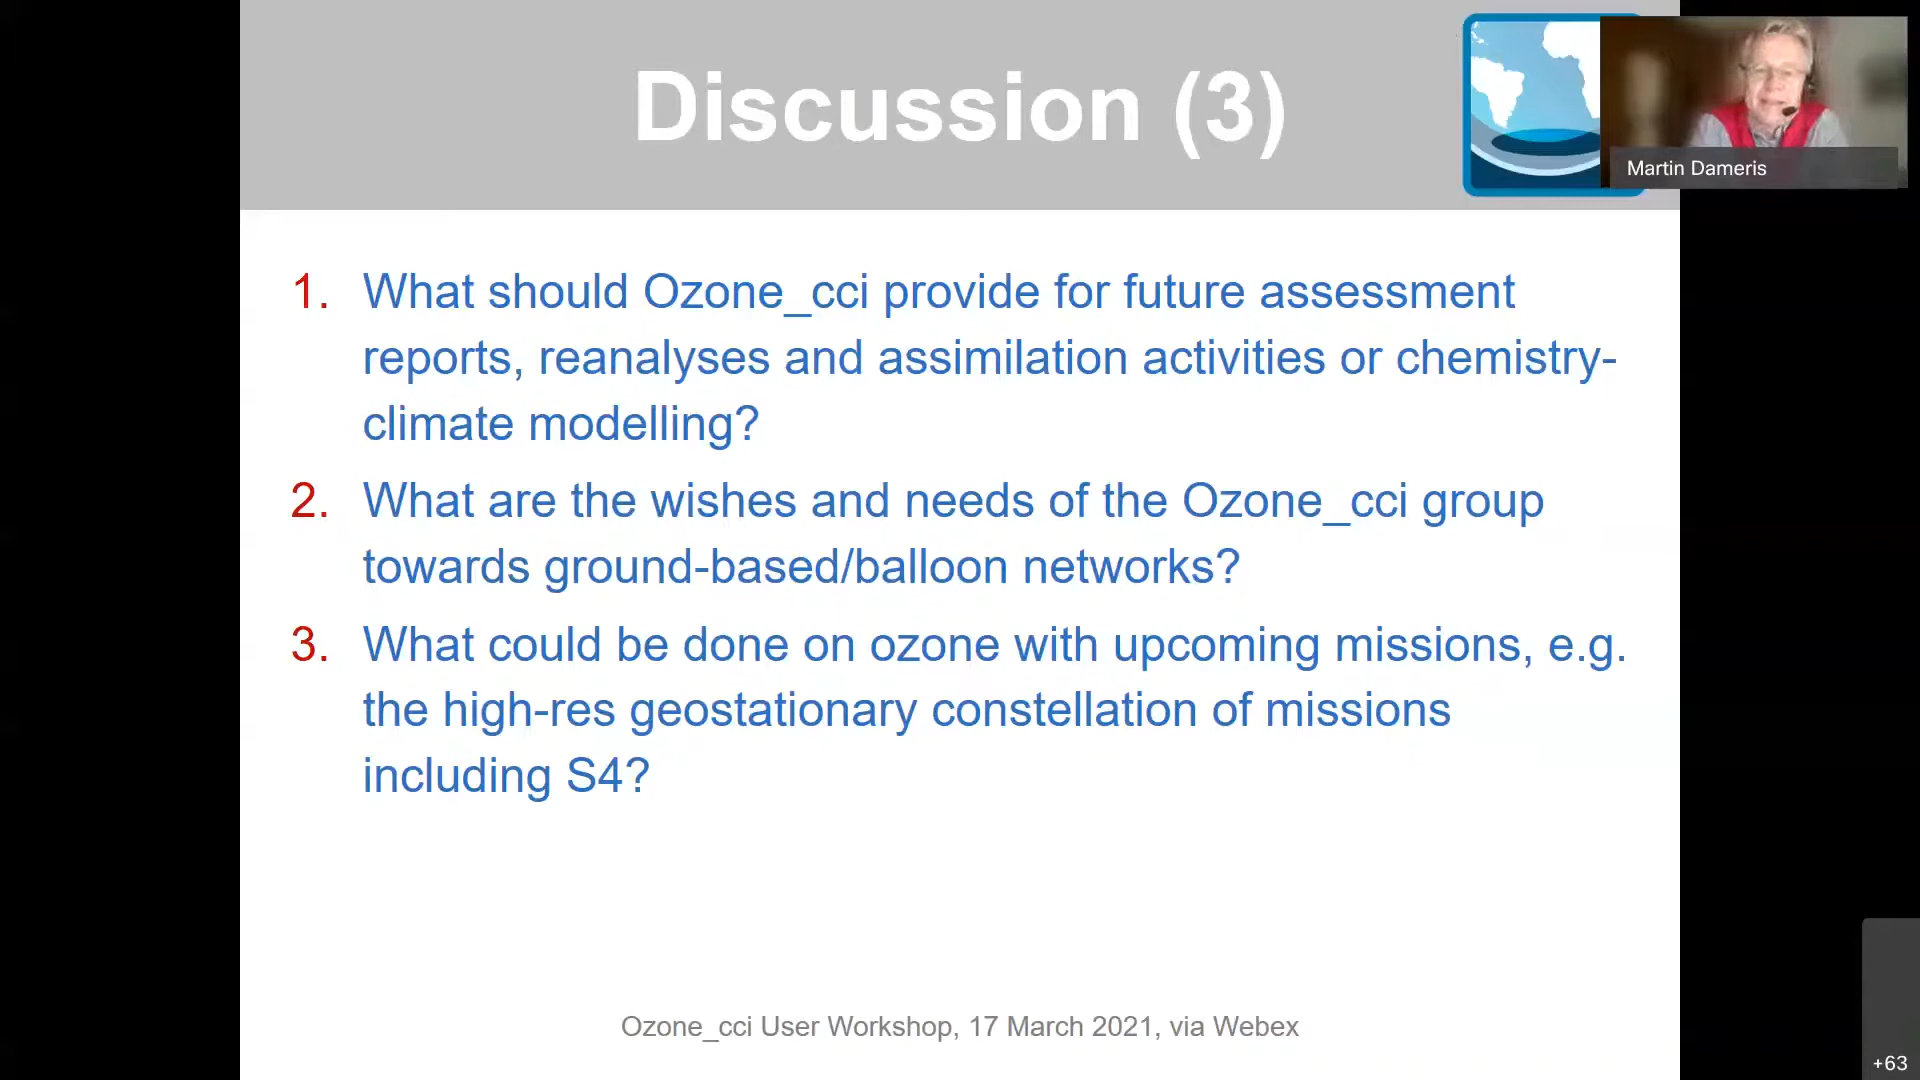 Discussion (3)
Martin Dameris
1. What should Ozone_cci provide for future assessment
reports, reanalyses and assimilation activities or chemistry-
climate modelling?
2. What are the wishes and needs of the Ozone_cci group
towards ground-based/balloon networks?
3. What could be done on ozone with upcoming missions, e.g.
the high-res geostationary constellation of missions
including S4?
Ozone_cci User Workshop, 17 March 2021, via Webex
+63